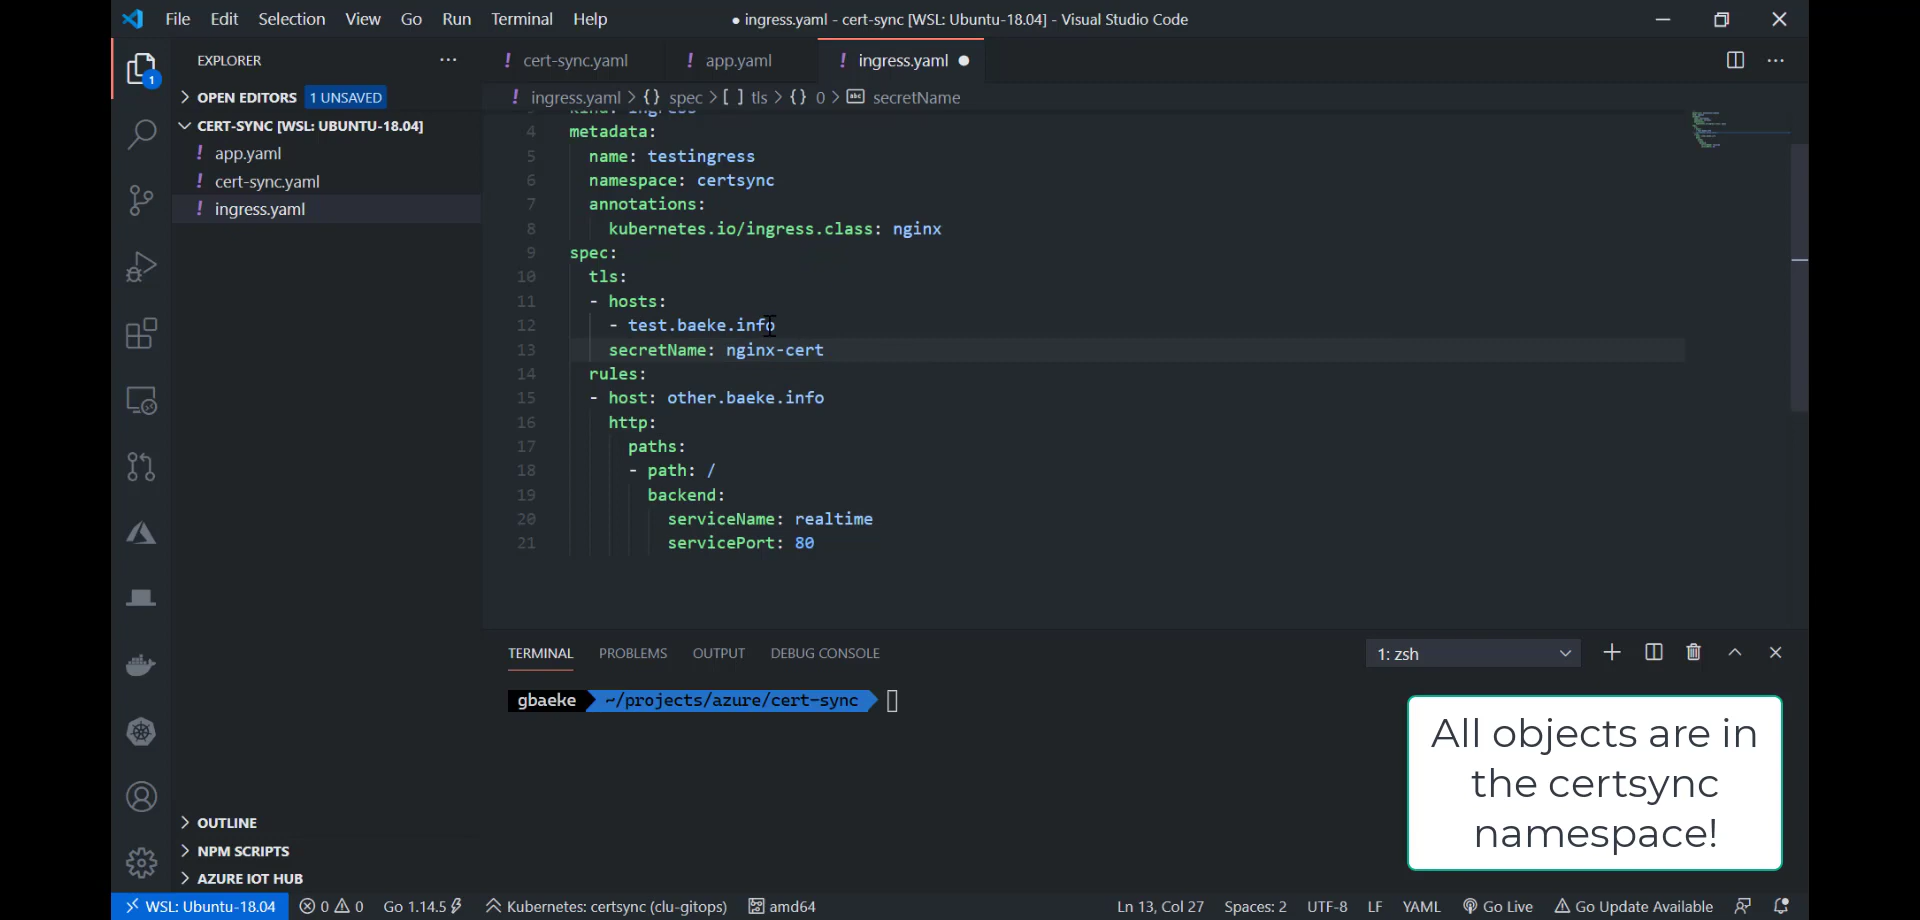 File Edit Selection View Go Run Terminal Help
● ingress.yaml - cert-sync [WSL: Ubuntu-18.04] - Visual Studio Code
EXPLORER
1
OPEN EDITORS 1 UNSAVED
CERT-SYNC [WSL: UBUNTU-18.04]
! app.yaml
! cert-sync.yaml
! ingress.yaml
OUTLINE
NPM SCRIPTS
AZURE IOT HUB
! cert-sync.yaml ! app.yaml ! ingress.yaml ●
! ingress.yaml > {} spec > [ ] tls > {} 0 > abc secretName
4 metadata:
5 name: testingress
6 namespace: certsync
7 annotations:
8 kubernetes.io/ingress.class: nginx
9 spec:
10 tls:
11 - hosts:
12 - test.baeke.info
13 secretName: nginx-cert
14 rules:
15 - host: other.baeke.info
16 http:
17 paths:
18 - path: /
19 backend:
20 serviceName: realtime
21 servicePort: 80
TERMINAL PROBLEMS OUTPUT DEBUG CONSOLE
1: zsh
gbaeke ~/projects/azure/cert-sync
All objects are in
the certsync
namespace!
WSL: Ubuntu-18.04 0 0 Go 1.14.5 Kubernetes: certsync (clu-gitops) amd64 Ln 13, Col 27 Spaces: 2 UTF-8 LF YAML Go Live Go Update Available